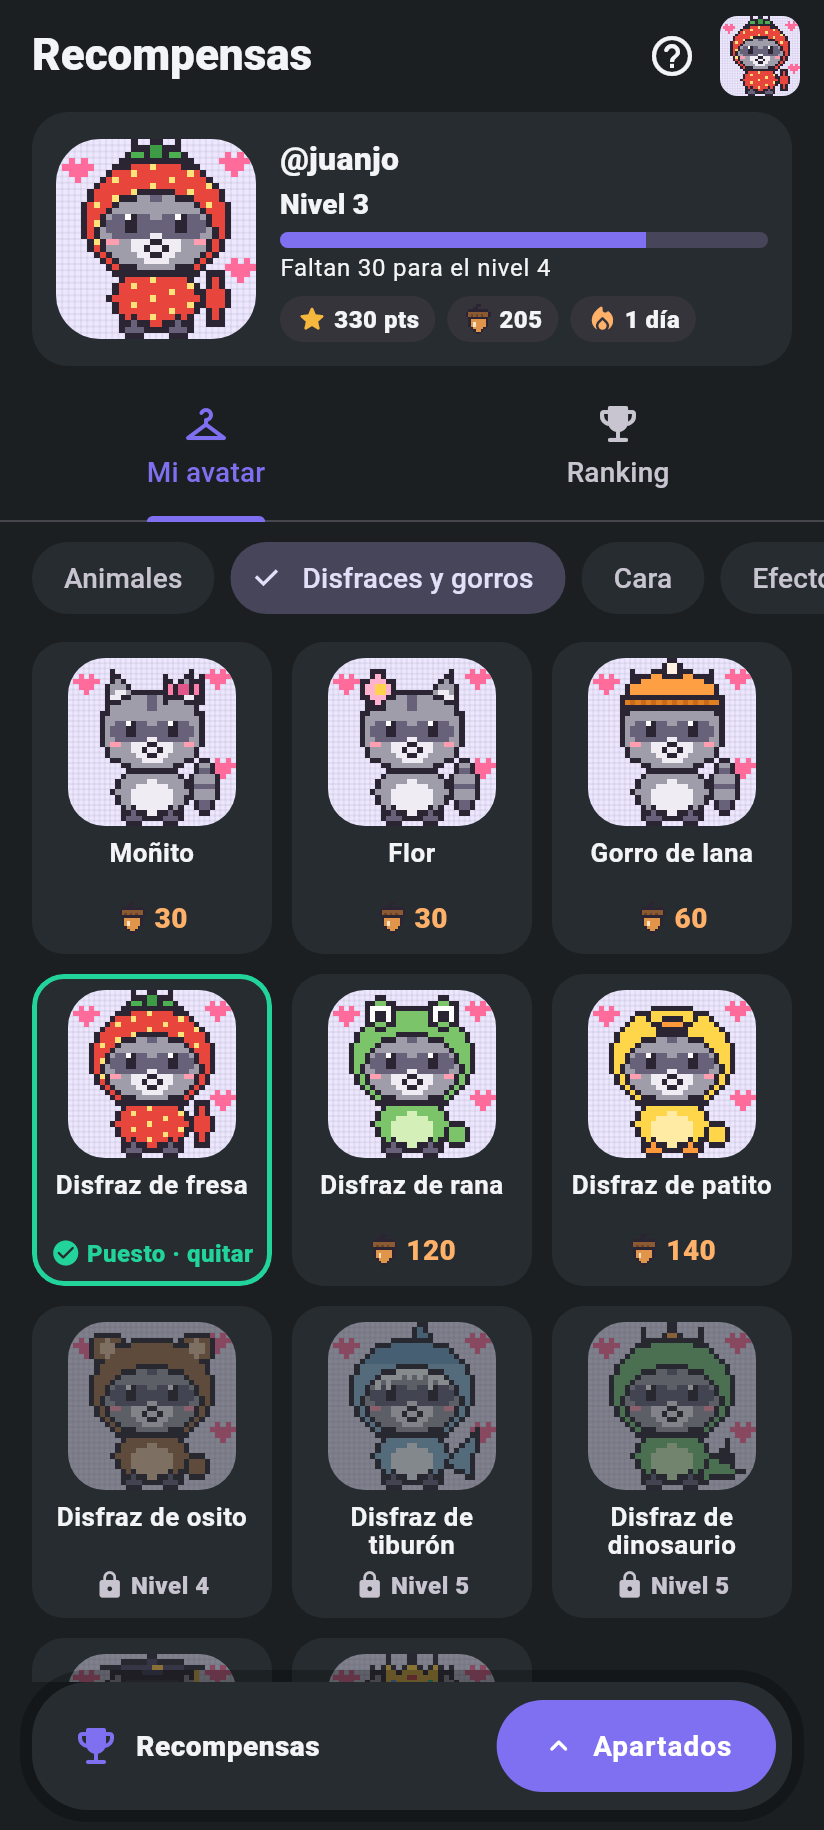 Recompensas
@juanjo
Nivel 3
Faltan 30 para el nivel 4
330 pts
205
1 día
Mi avatar
Ranking
Animales
Disfraces y gorros
Cara
Efecto
Moñito
Flor
Gorro de lana
30
30
60
Disfraz de fresa
Disfraz de rana
Disfraz de patito
Puesto · quitar
120
140
Disfraz de osito
Disfraz de
tiburón
Disfraz de
dinosaurio
Nivel 4
Nivel 5
Nivel 5
Recompensas
Apartados